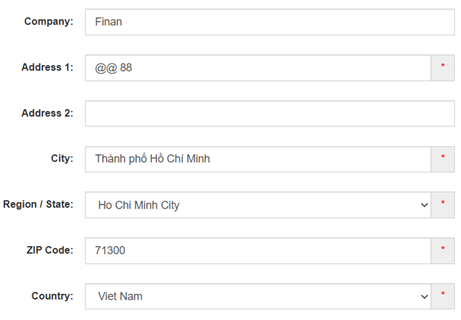 Company: Finan
Address 1: @@ 88 *
Address 2:
City: Thành phố Hồ Chí Minh *
Region / State: Ho Chi Minh City *
ZIP Code: 71300 *
Country: Viet Nam *